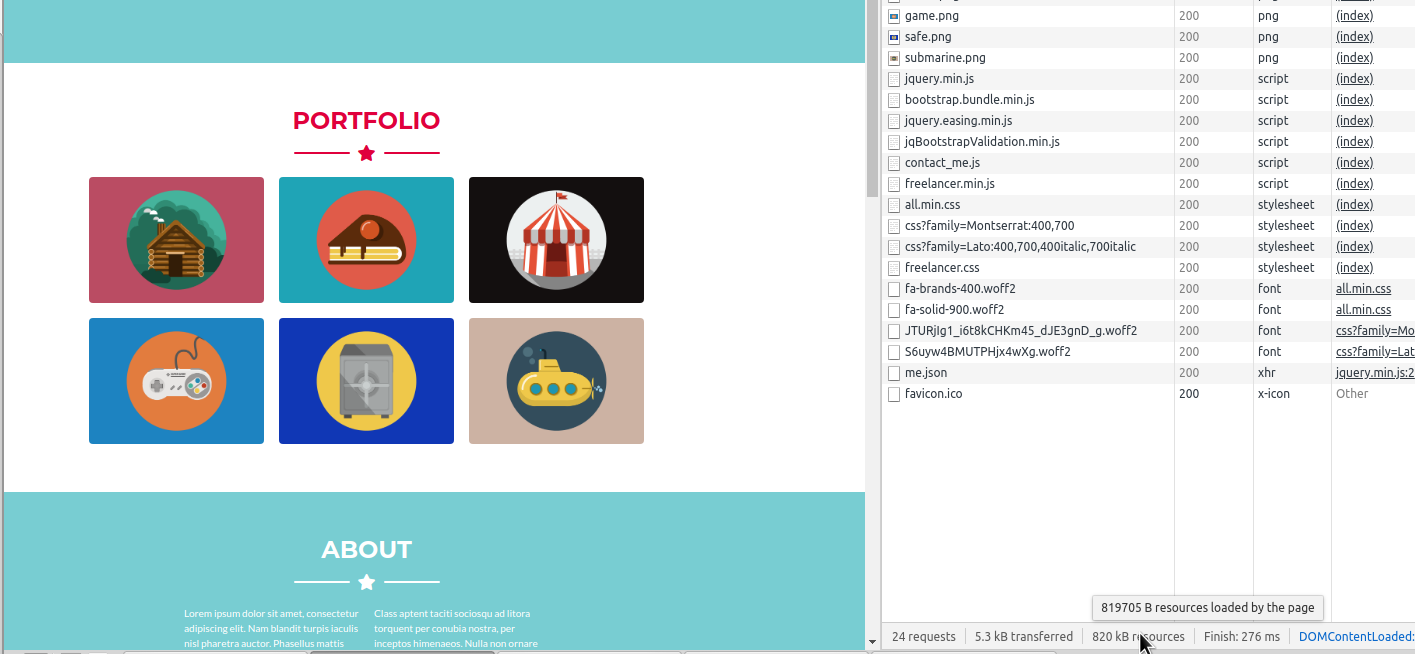 PORTFOLIO
ABOUT
Lorem ipsum dolor sit amet, consectetur
adipiscing elit. Nam blandit turpis iaculis
nisl pharetra auctor. Phasellus mattis
Class aptent taciti sociosqu ad litora
torquent per conubia nostra, per
inceptos himenaeos. Nulla non ornare
game.png 200 png (index)
safe.png 200 png (index)
submarine.png 200 png (index)
jquery.min.js 200 script (index)
bootstrap.bundle.min.js 200 script (index)
jquery.easing.min.js 200 script (index)
jqBootstrapValidation.min.js 200 script (index)
contact_me.js 200 script (index)
freelancer.min.js 200 script (index)
all.min.css 200 stylesheet (index)
css?family=Montserrat:400,700 200 stylesheet (index)
css?family=Lato:400,700,400italic,700italic 200 stylesheet (index)
freelancer.css 200 stylesheet (index)
fa-brands-400.woff2 200 font all.min.css
fa-solid-900.woff2 200 font all.min.css
JTURjIg1_i6t8kCHKm45_dJE3gnD_g.woff2 200 font css?family=Mo
S6uyw4BMUTPHjx4wXg.woff2 200 font css?family=Lat
me.json 200 xhr jquery.min.js:2
favicon.ico 200 x-icon Other
819705 B resources loaded by the page
24 requests 5.3 kB transferred 820 kB resources Finish: 276 ms DOMContentLoaded: